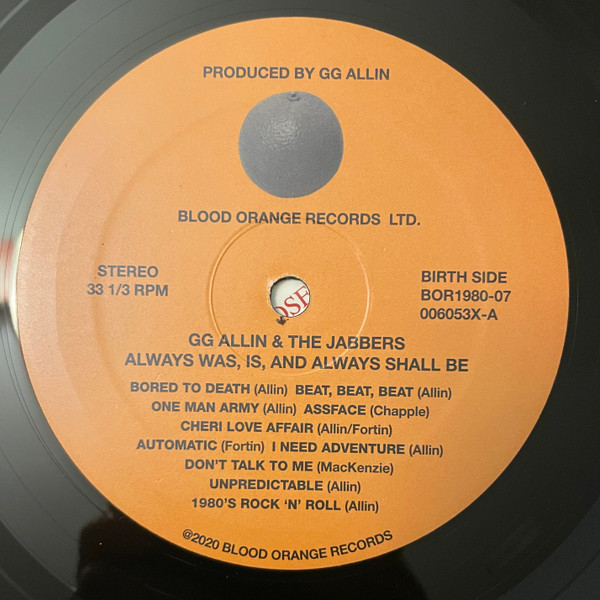 PRODUCED BY GG ALLIN
BLOOD ORANGE RECORDS LTD.
STEREO
33 1/3 RPM
BIRTH SIDE
BOR1980-07
006053X-A
OSE
GG ALLIN & THE JABBERS
ALWAYS WAS, IS, AND ALWAYS SHALL BE
BORED TO DEATH (Allin) BEAT, BEAT, BEAT (Allin)
ONE MAN ARMY (Allin) ASSFACE (Chapple)
CHERI LOVE AFFAIR (Allin/Fortin)
AUTOMATIC (Fortin) I NEED ADVENTURE (Allin)
DON'T TALK TO ME (MacKenzie)
UNPREDICTABLE (Allin)
1980'S ROCK 'N' ROLL (Allin)
@2020 BLOOD ORANGE RECORDS